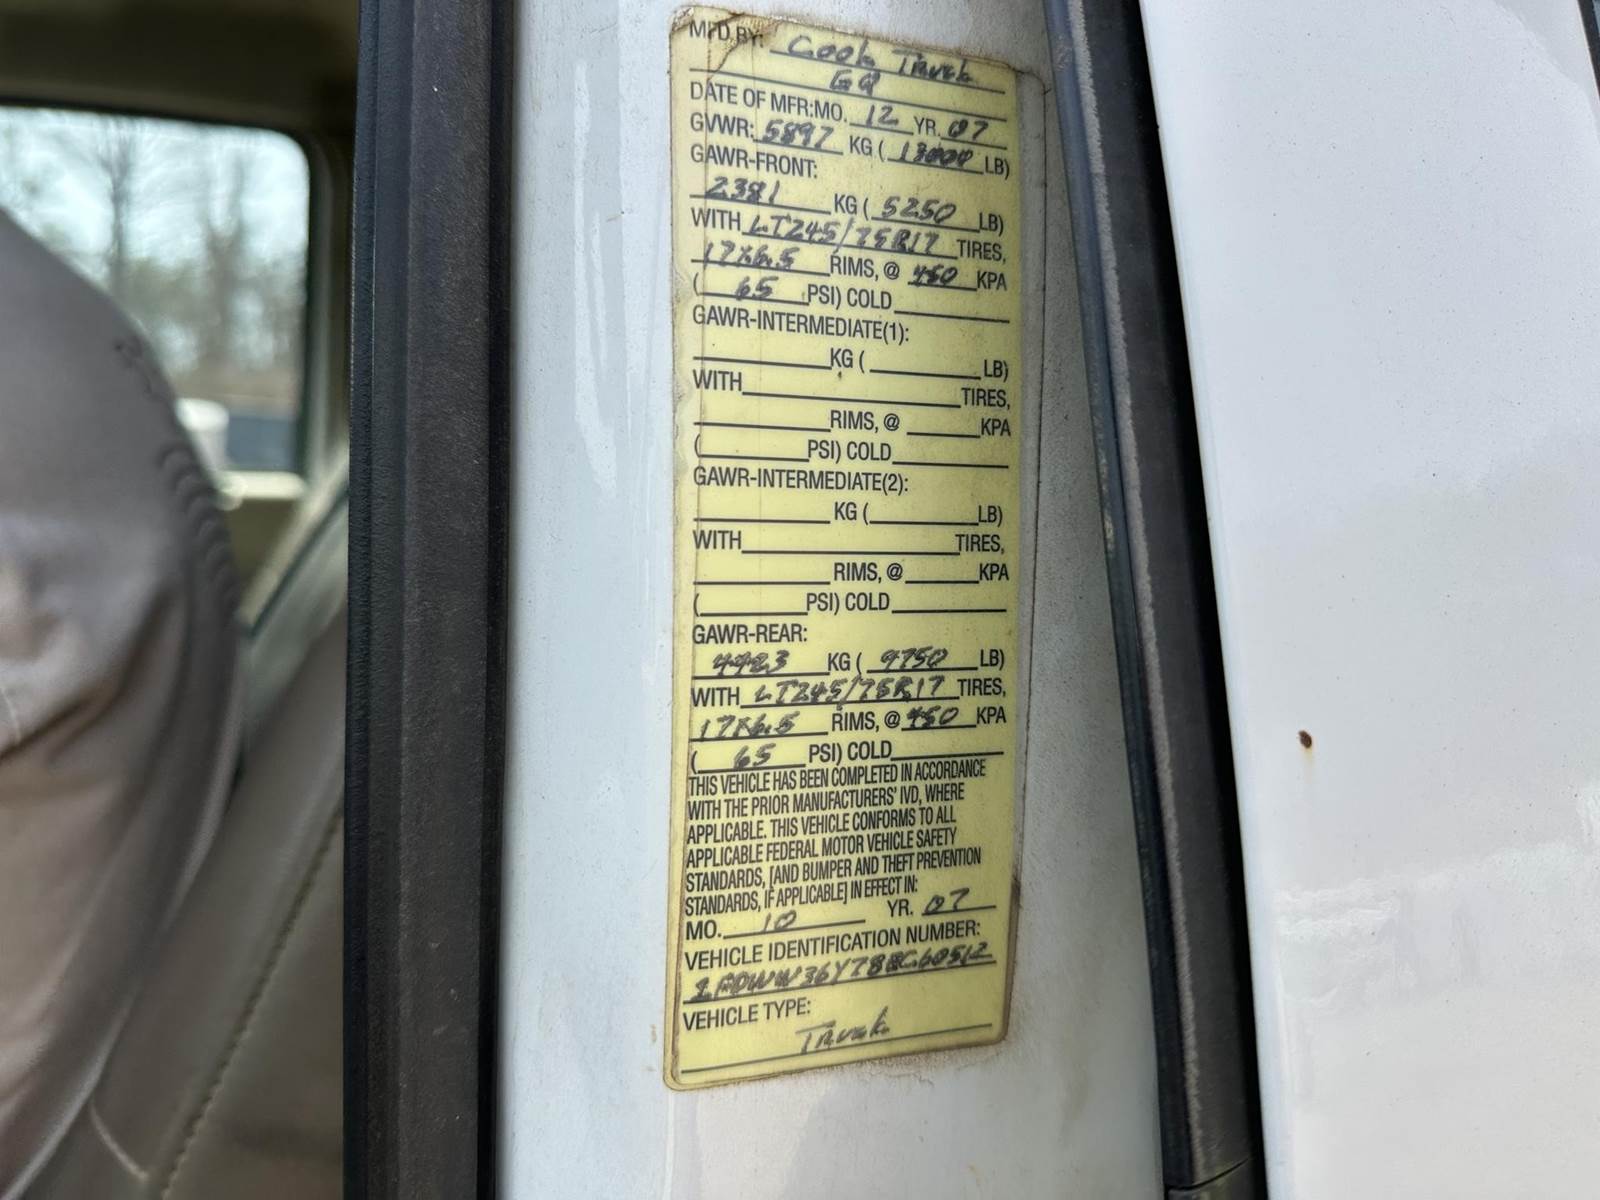 MFD BY: Cook Truck
EQ
DATE OF MFR:MO. 12 YR. 07
GVWR: 5897 KG ( 13000 LB)
GAWR-FRONT:
2381 KG ( 5250 LB)
WITH LT245/75R17 TIRES,
17x6.5 RIMS, @ 450 KPA
( 65 PSI) COLD
GAWR-INTERMEDIATE(1):
KG ( LB)
WITH TIRES,
RIMS, @ KPA
( PSI) COLD
GAWR-INTERMEDIATE(2):
KG ( LB)
WITH TIRES,
RIMS, @ KPA
( PSI) COLD
GAWR-REAR:
4423 KG ( 9750 LB)
WITH LT245/75R17 TIRES,
17x6.5 RIMS, @ 450 KPA
( 65 PSI) COLD
THIS VEHICLE HAS BEEN COMPLETED IN ACCORDANCE
WITH THE PRIOR MANUFACTURERS' IVD, WHERE
APPLICABLE. THIS VEHICLE CONFORMS TO ALL
APPLICABLE FEDERAL MOTOR VEHICLE SAFETY
STANDARDS, [AND BUMPER AND THEFT PREVENTION
STANDARDS, IF APPLICABLE] IN EFFECT IN:
MO. 10 YR. 07
VEHICLE IDENTIFICATION NUMBER:
VEHICLE TYPE:
Truck